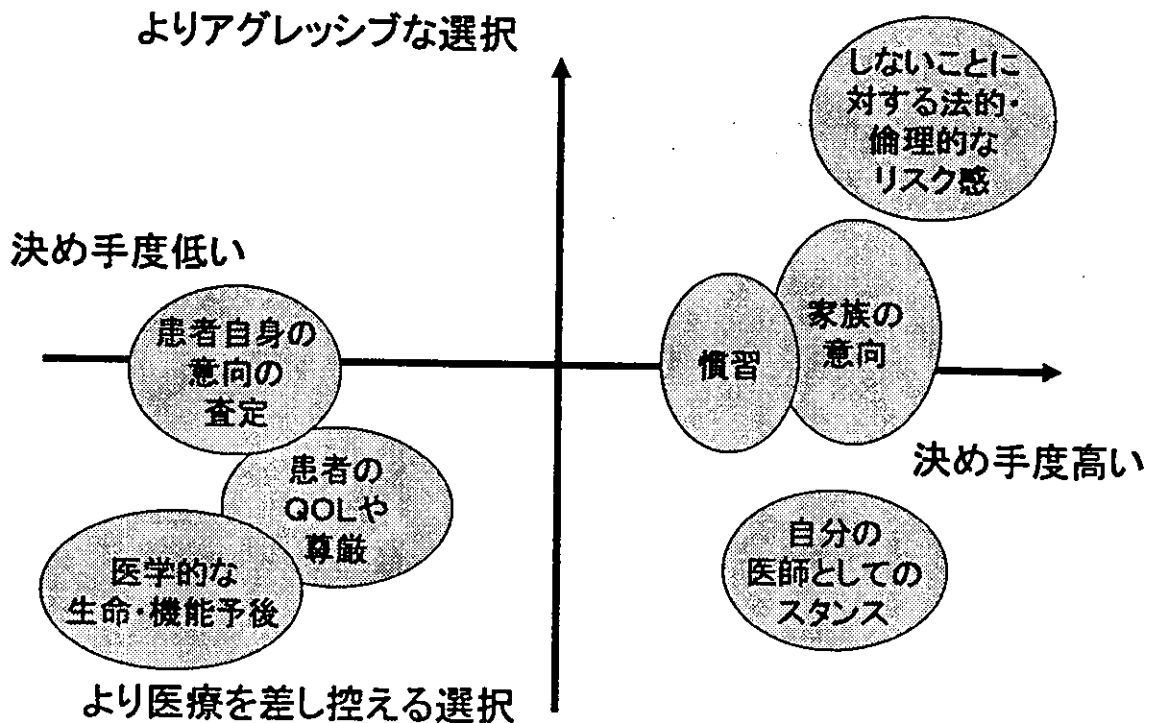 よりアグレッシブな選択
しないことに
対する法的・
倫理的な
リスク感
決め手度低い
患者自身の
意向の
査定
慣習
家族の
意向
決め手度高い
患者の
QOLや
尊厳
医学的な
生命・機能予後
自分の
医師としての
スタンス
より医療を差し控える選択